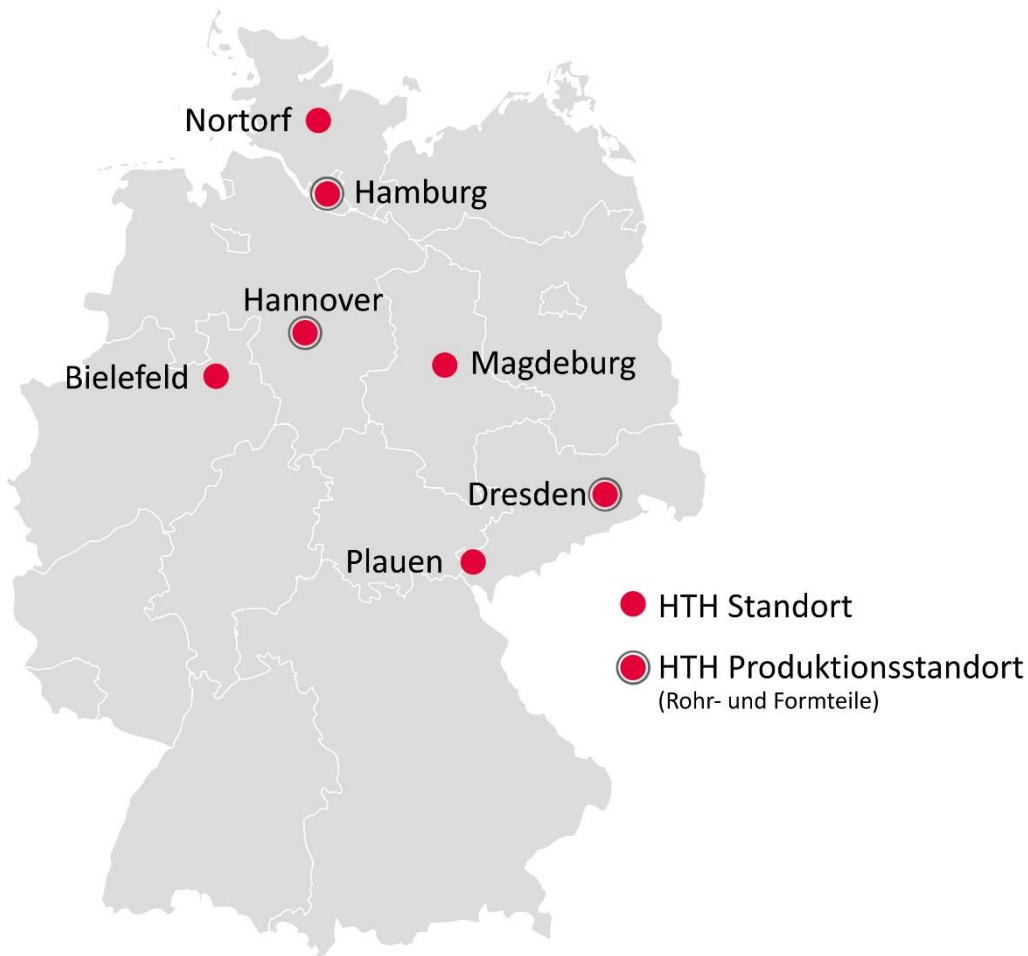 Nortorf
Hamburg
Hannover
Bielefeld
Magdeburg
Dresden
Plauen
HTH Standort
HTH Produktionsstandort
(Rohr- und Formteile)